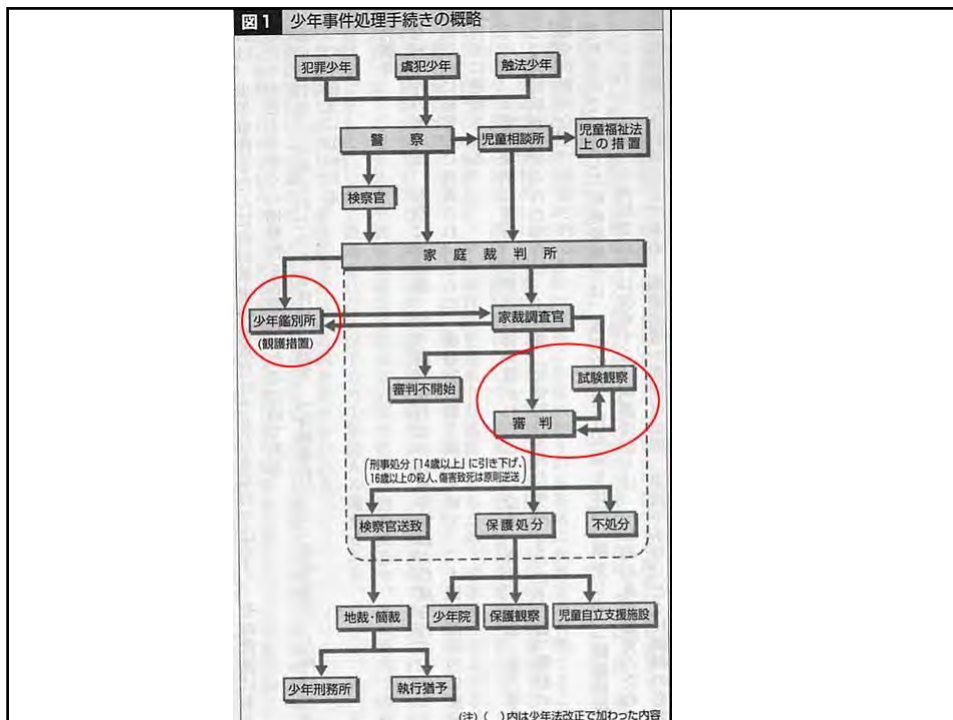 図1 少年事件処理手続きの概略
犯罪少年 虞犯少年 触法少年
警察 児童相談所 児童福祉法
上の措置
検察官
家庭裁判所
少年鑑別所
(観護措置)
家裁調査官
審判不開始 試験観察
審判
(刑事処分「14歳以上」に引き下げ、
16歳以上の殺人、傷害致死は原則逆送)
検察官送致 保護処分 不処分
地裁・簡裁 少年院 保護観察 児童自立支援施設
少年刑務所 執行猶予
(注)( )内は少年法改正で加わった内容